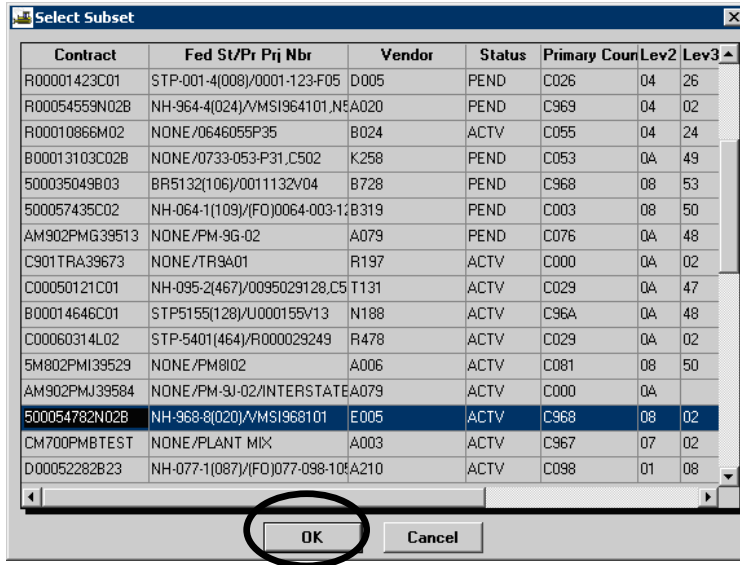 Select Subset
Contract Fed St/Pr Prj Nbr Vendor Status Primary Coun Lev2 Lev3
R00001423C01 STP-001-4(008)/0001-123-F05 D005 PEND C026 04 26
R00054559N02B NH-964-4(024)/VMSI964101,N5 A020 PEND C969 04 02
R00010866M02 NONE/0646055P35 B024 ACTV C055 04 24
B00013103C02B NONE/0733-053-P31,C502 K258 PEND C053 0A 49
500035049B03 BR5132(106)/0011132V04 B728 PEND C968 08 53
500057435C02 NH-064-1(109)/(FO)0064-003-12 B319 PEND C003 08 50
AM902PMG39513 NONE/PM-9G-02 A079 PEND C076 0A 48
C901TRA39673 NONE/TR9A01 R197 ACTV C000 0A 02
C00050121C01 NH-095-2(467)/0095029128,C5 T131 ACTV C029 0A 47
B00014646C01 STP5155(128)/U000155V13 N188 ACTV C96A 0A 48
C00060314L02 STP-5401(464)/R000029249 R478 ACTV C029 0A 02
5M802PMI39529 NONE/PM8I02 A006 ACTV C081 08 50
AM902PMJ39584 NONE/PM-9J-02/INTERSTATE A079 ACTV C000 0A
500054782N02B NH-968-8(020)/VMSI968101 E005 ACTV C968 08 02
CM700PMBTEST NONE/PLANT MIX A003 ACTV C967 07 02
D00052282B23 NH-077-1(087)/(FO)077-098-105 A210 ACTV C098 01 08
OK Cancel